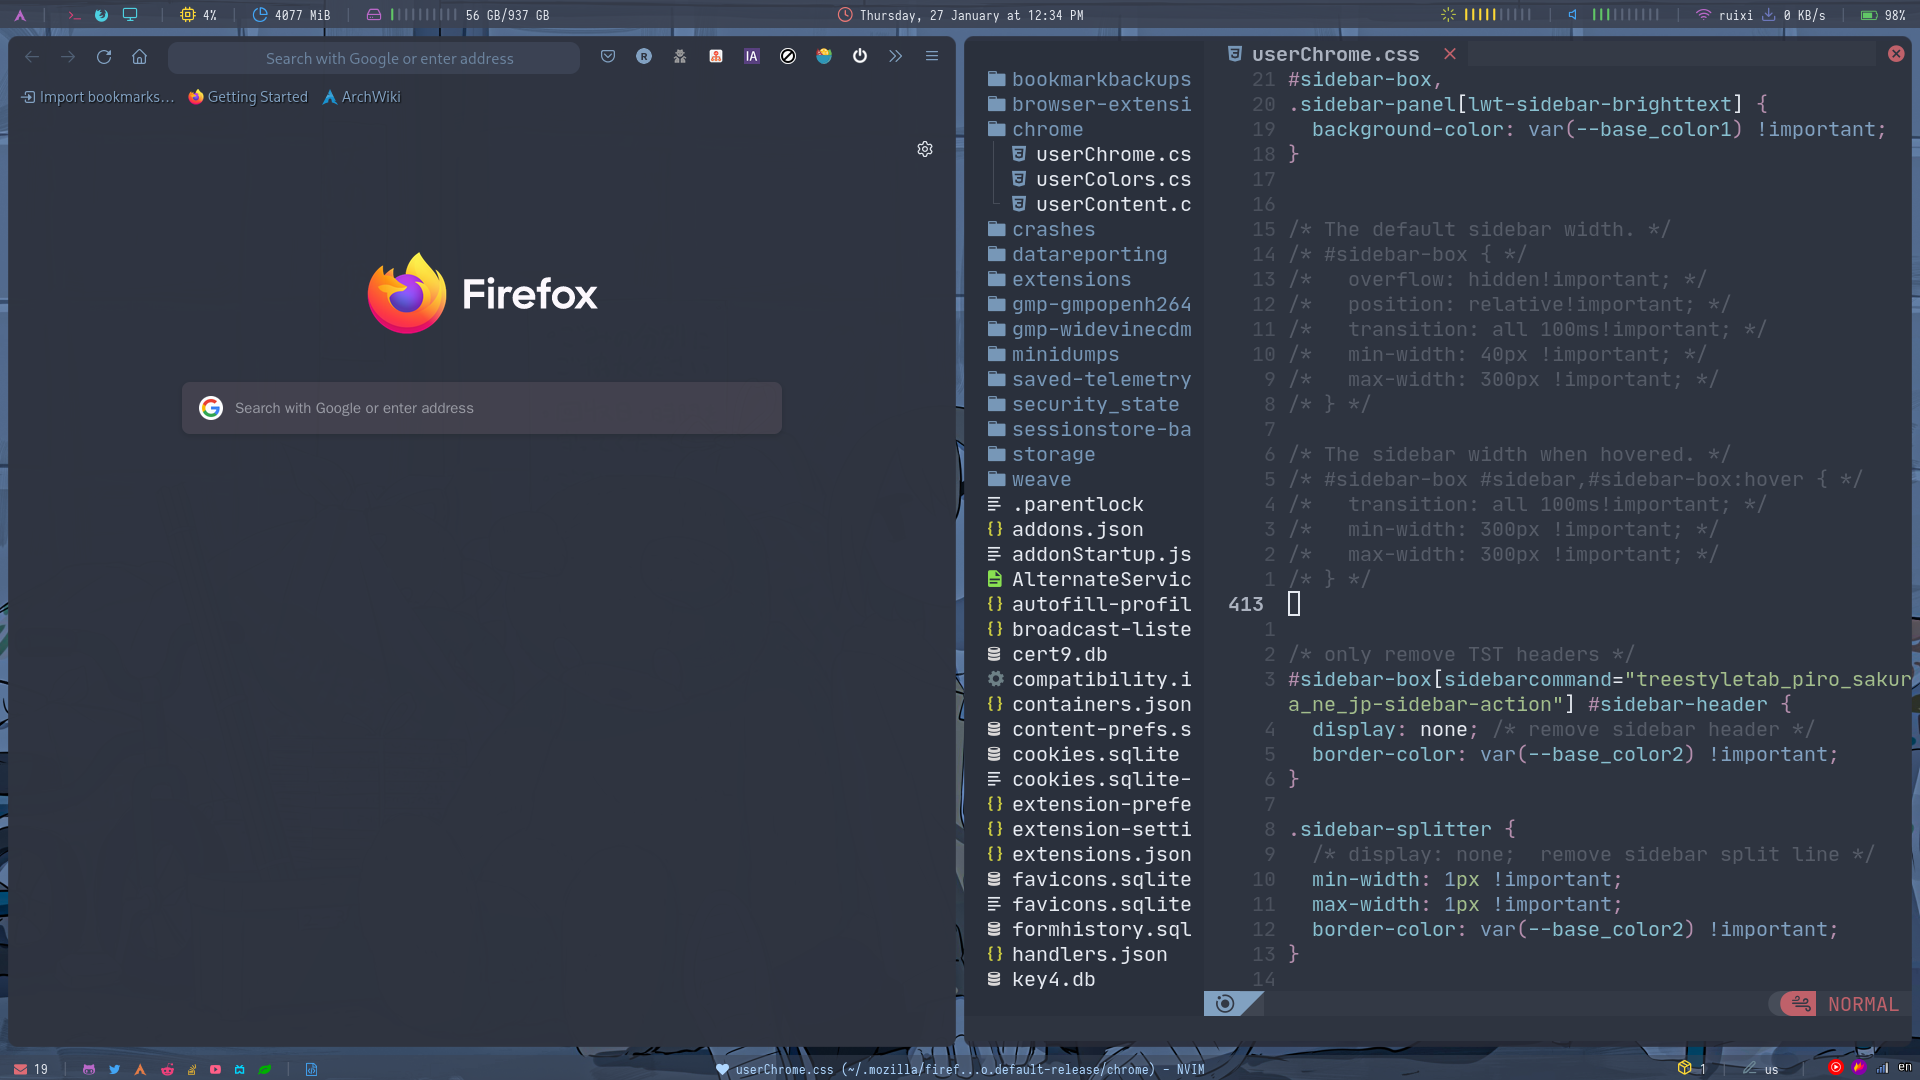 4%
4077 MiB
56 GB/937 GB
Thursday, 27 January at 12:34 PM
ruixi
0 KB/s
98%
Search with Google or enter address
R
IA
Import bookmarks...
Getting Started
ArchWiki
Firefox
Search with Google or enter address
bookmarkbackups
browser-extensi
chrome
userChrome.cs
userColors.cs
userContent.c
crashes
datareporting
extensions
gmp-gmpopenh264
gmp-widevinecdm
minidumps
saved-telemetry
security_state
sessionstore-ba
storage
weave
.parentlock
addons.json
addonStartup.js
AlternateServic
autofill-profil
broadcast-liste
cert9.db
compatibility.i
containers.json
content-prefs.s
cookies.sqlite
cookies.sqlite-
extension-prefe
extension-setti
extensions.json
favicons.sqlite
favicons.sqlite
formhistory.sql
handlers.json
key4.db
userChrome.css
21 #sidebar-box,
20 .sidebar-panel[lwt-sidebar-brighttext] {
19 background-color: var(--base_color1) !important;
18 }
17
16
15 /* The default sidebar width. */
14 /* #sidebar-box { */
13 /* overflow: hidden!important; */
12 /* position: relative!important; */
11 /* transition: all 100ms!important; */
10 /* min-width: 40px !important; */
9 /* max-width: 300px !important; */
8 /* } */
7
6 /* The sidebar width when hovered. */
5 /* #sidebar-box #sidebar,#sidebar-box:hover { */
4 /* transition: all 100ms!important; */
3 /* min-width: 300px !important; */
2 /* max-width: 300px !important; */
1 /* } */
413
1
2 /* only remove TST headers */
3 #sidebar-box[sidebarcommand="treestyletab_piro_sakur
a_ne_jp-sidebar-action"] #sidebar-header {
4 display: none; /* remove sidebar header */
5 border-color: var(--base_color2) !important;
6 }
7
8 .sidebar-splitter {
9 /* display: none;  remove sidebar split line */
10 min-width: 1px !important;
11 max-width: 1px !important;
12 border-color: var(--base_color2) !important;
13 }
14
NORMAL
19
userChrome.css (~/.mozilla/firef...o.default-release/chrome) - NVIM
1
us
en